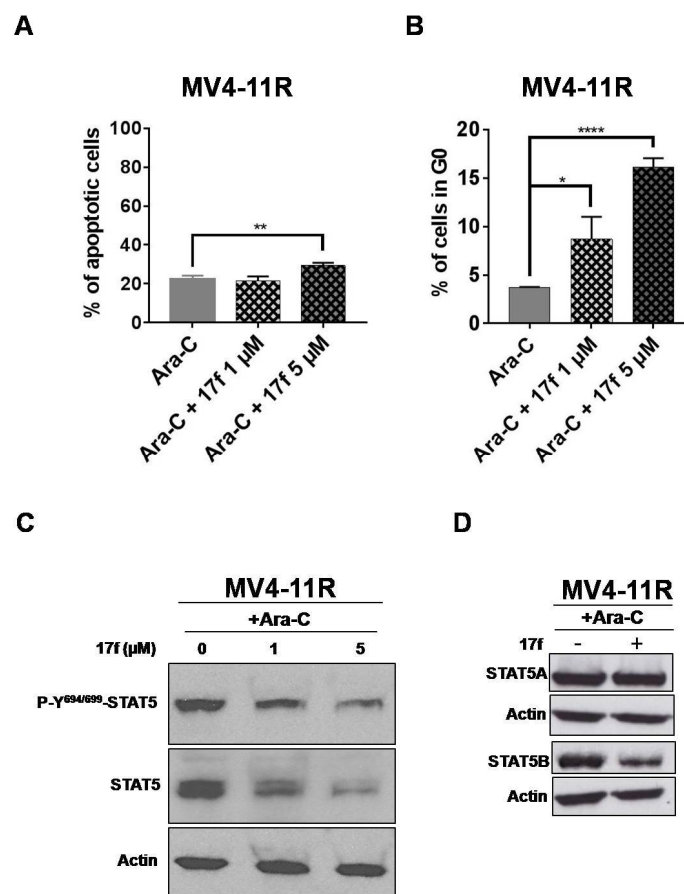 A
MV4-11R
% of apoptotic cells
100
80
60
40
20
0
**
Ara-C
Ara-C + 17f 1 µM
Ara-C + 17f 5 µM
B
MV4-11R
% of cells in G0
20
15
10
5
0
****
*
Ara-C
Ara-C + 17f 1 µM
Ara-C + 17f 5 µM
C
MV4-11R
+Ara-C
17f (µM) 0 1 5
P-Y694/699-STAT5
STAT5
Actin
D
MV4-11R
+Ara-C
17f - +
STAT5A
Actin
STAT5B
Actin